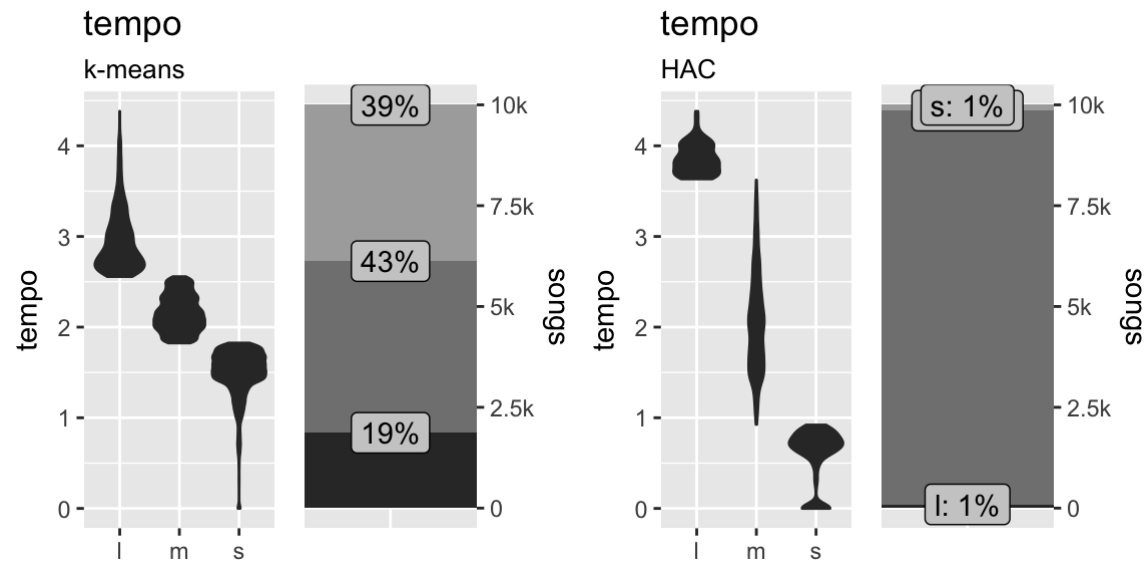 tempo
k-means
tempo
4
3
2
1
0
l
m
s
39%
43%
19%
10k
7.5k
5k
2.5k
0
songs
tempo
HAC
tempo
4
3
2
1
0
l
m
s
s: 1%
l: 1%
10k
7.5k
5k
2.5k
0
songs